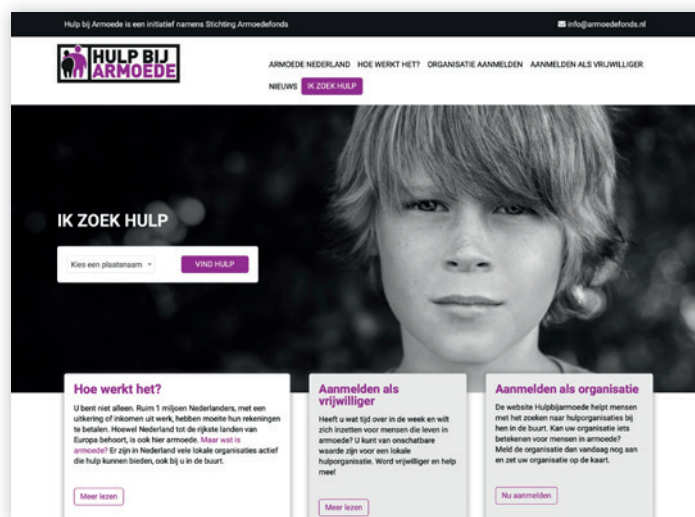 Hulp bij Armoede is een initiatief namens Stichting Armoedefonds
info@armoedefonds.nl
HULP BIJ
ARMOEDE
ARMOEDE NEDERLAND HOE WERKT HET? ORGANISATIE AANMELDEN AANMELDEN ALS VRIJWILLIGER
NIEUWS IK ZOEK HULP
IK ZOEK HULP
Kies een plaatsnaam
VIND HULP
Hoe werkt het?
U bent niet alleen. Ruim 1 miljoen Nederlanders, met een
uitkering of inkomen uit werk, hebben moeite hun rekeningen
te betalen. Hoewel Nederland tot de rijkste landen van
Europa behoort, is ook hier armoede. Maar wat is
armoede? Er zijn in Nederland vele lokale organisaties actief
die hulp kunnen bieden, ook bij u in de buurt.
Meer lezen
Aanmelden als
vrijwilliger
Heeft u wat tijd over in de week en wilt
zich inzetten voor mensen die leven in
armoede? U kunt van onschatbare
waarde zijn voor een lokale
hulporganisatie. Word vrijwilliger en help
mee!
Meer lezen
Aanmelden als organisatie
De website Hulpbijarmoede helpt mensen
met het zoeken naar hulporganisaties bij
hen in de buurt. Kan uw organisatie iets
betekenen voor mensen in armoede?
Meld de organisatie dan vandaag nog aan
en zet uw organisatie op de kaart.
Nu aanmelden